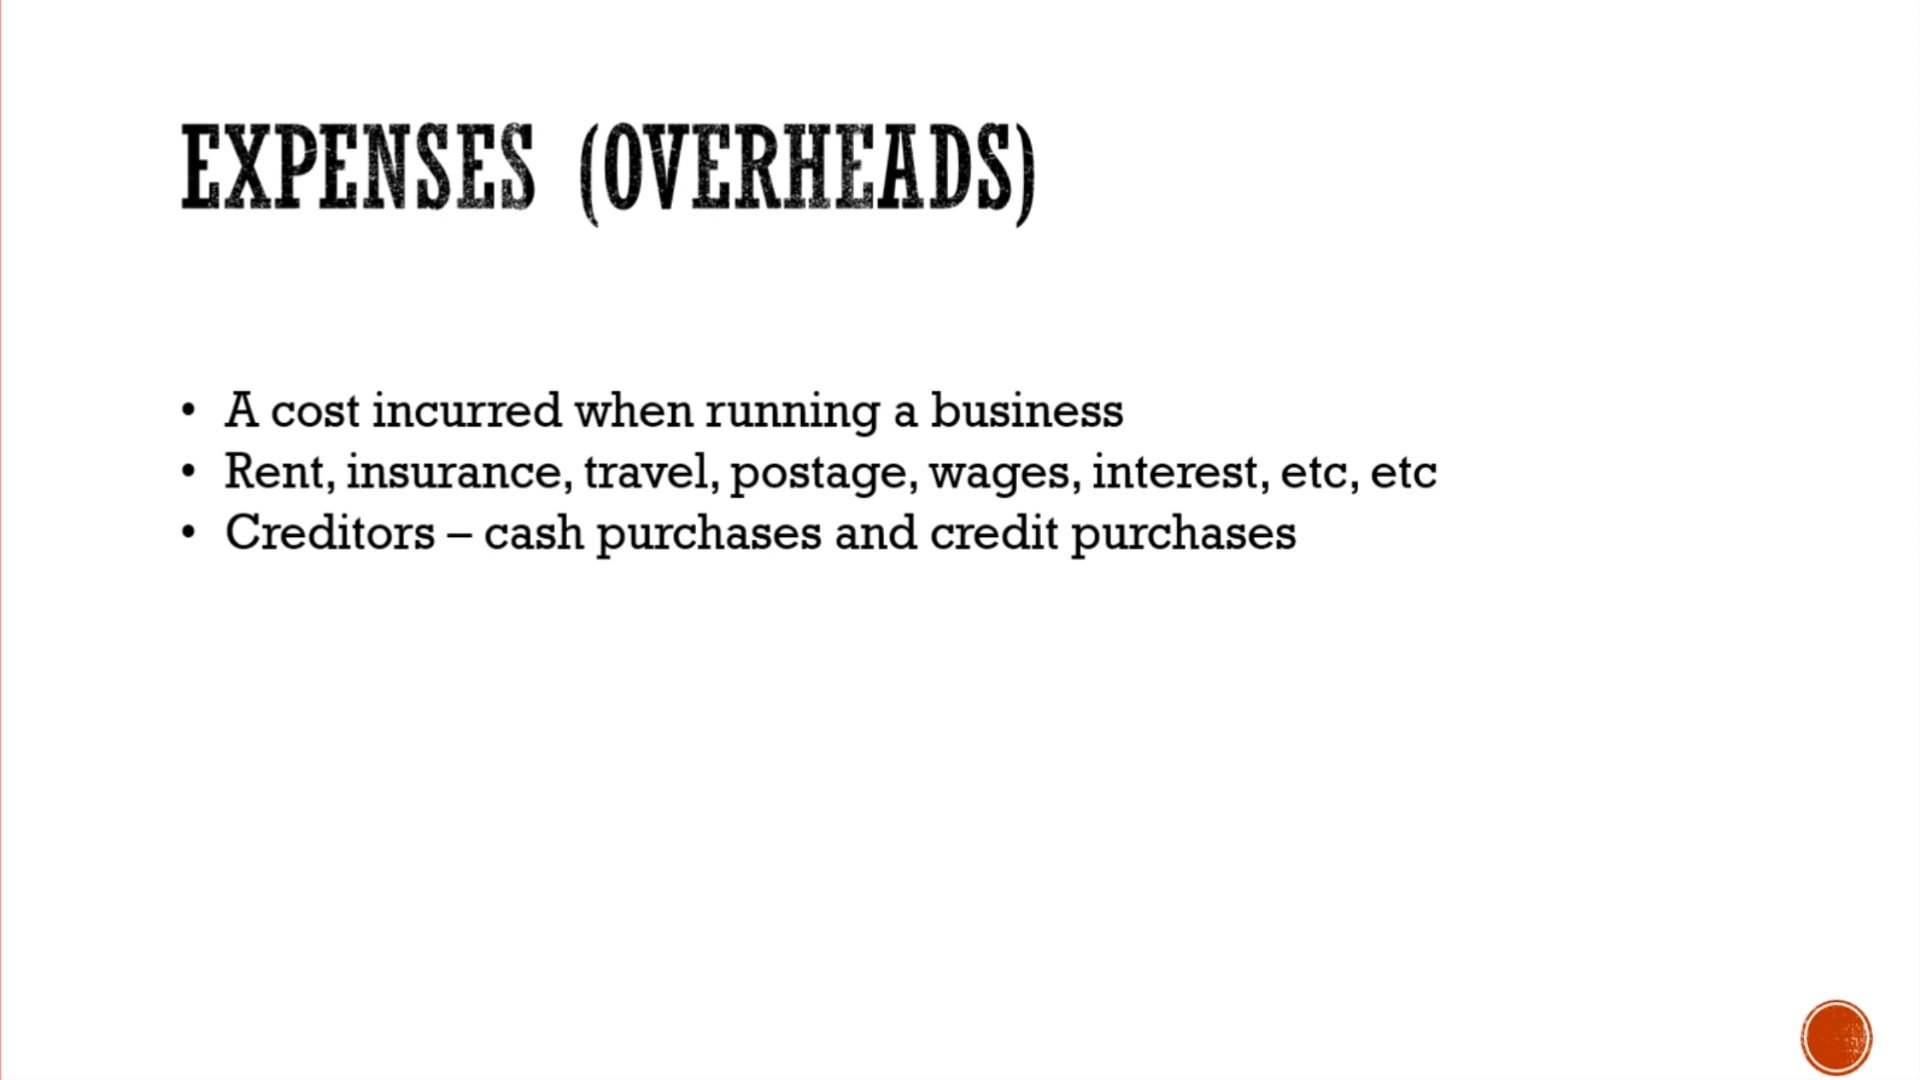 EXPENSES (OVERHEADS)
• A cost incurred when running a business
• Rent, insurance, travel, postage, wages, interest, etc, etc
• Creditors – cash purchases and credit purchases